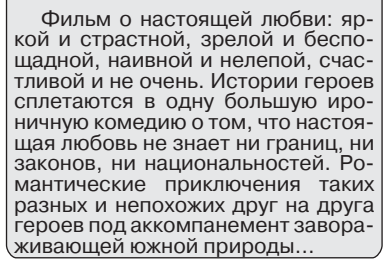 Фильм о настоящей любви: яр-
кой и страстной, зрелой и беспо-
щадной, наивной и нелепой, счас-
тливой и не очень. Истории героев
сплетаются в одну большую иро-
ничную комедию о том, что настоя-
щая любовь не знает ни границ, ни
законов, ни национальностей. Ро-
мантические приключения таких
разных и непохожих друг на друга
героев под аккомпанемент завора-
живающей южной природы...